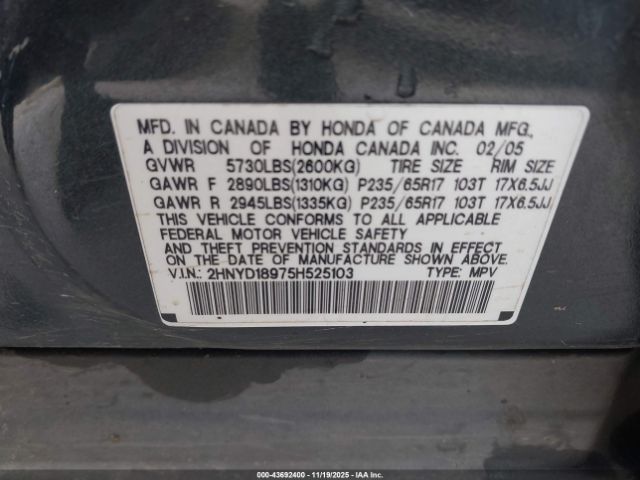 MFD. IN CANADA BY HONDA OF CANADA MFG.,
A DIVISION OF HONDA CANADA INC. 02/05
GVWR 5730LBS(2600KG) TIRE SIZE RIM SIZE
GAWR F 2890LBS(1310KG) P235/65R17 103T 17X6.5JJ
GAWR R 2945LBS(1335KG) P235/65R17 103T 17X6.5JJ
THIS VEHICLE CONFORMS TO ALL APPLICABLE
FEDERAL MOTOR VEHICLE SAFETY
AND THEFT PREVENTION STANDARDS IN EFFECT
ON THE DATE OF MANUFACTURE SHOWN ABOVE.
V.I.N.: 2HNYD18975H525103 TYPE: MPV
000-43692400 - 11/19/2025 - IAA Inc.